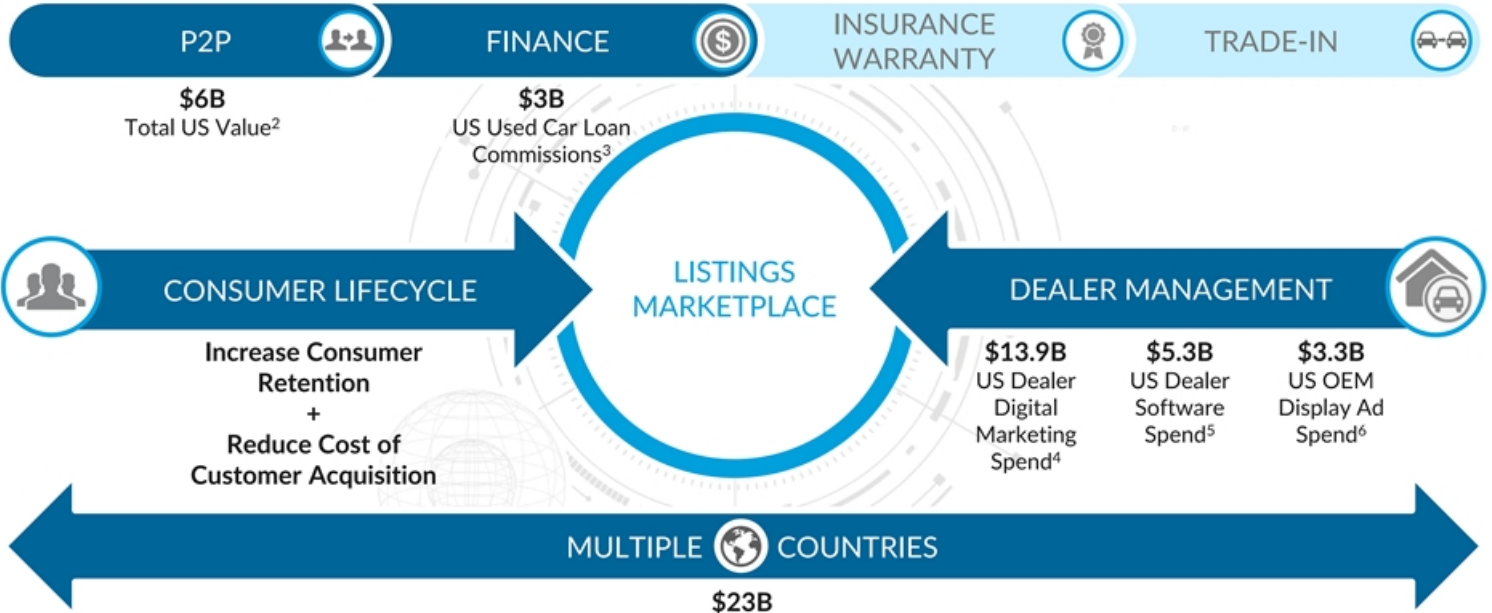 P2P
FINANCE
INSURANCE
WARRANTY
TRADE-IN
$6B
Total US Value²
$3B
US Used Car Loan
Commissions³
CONSUMER LIFECYCLE
LISTINGS
MARKETPLACE
DEALER MANAGEMENT
Increase Consumer
Retention
+
Reduce Cost of
Customer Acquisition
$13.9B
US Dealer
Digital
Marketing
Spend⁴
$5.3B
US Dealer
Software
Spend⁵
$3.3B
US OEM
Display Ad
Spend⁶
MULTIPLE COUNTRIES
$23B